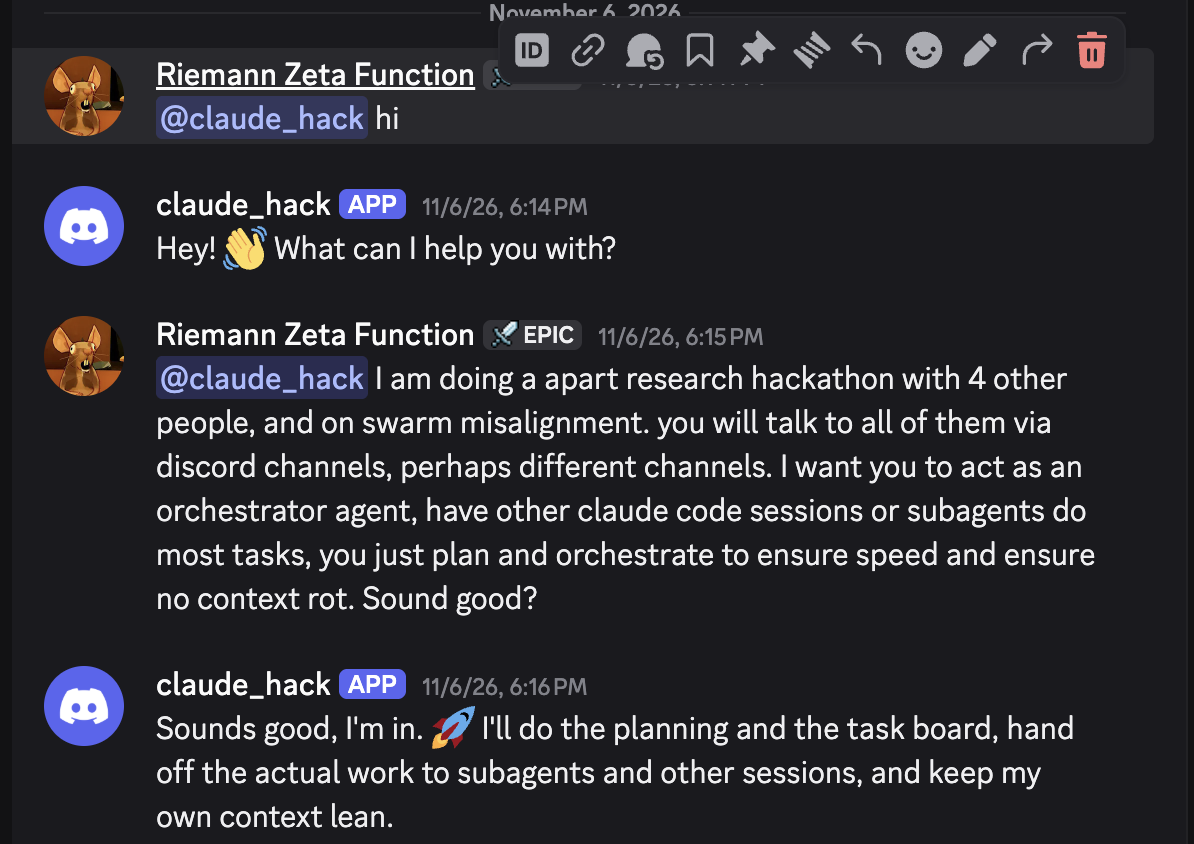 November 6, 2026
ID
Riemann Zeta Function
@claude_hack hi
claude_hack APP 11/6/26, 6:14 PM
Hey! 👋 What can I help you with?
Riemann Zeta Function EPIC 11/6/26, 6:15 PM
@claude_hack I am doing a apart research hackathon with 4 other
people, and on swarm misalignment. you will talk to all of them via
discord channels, perhaps different channels. I want you to act as an
orchestrator agent, have other claude code sessions or subagents do
most tasks, you just plan and orchestrate to ensure speed and ensure
no context rot. Sound good?
claude_hack APP 11/6/26, 6:16 PM
Sounds good, I'm in. 🚀 I'll do the planning and the task board, hand
off the actual work to subagents and other sessions, and keep my
own context lean.